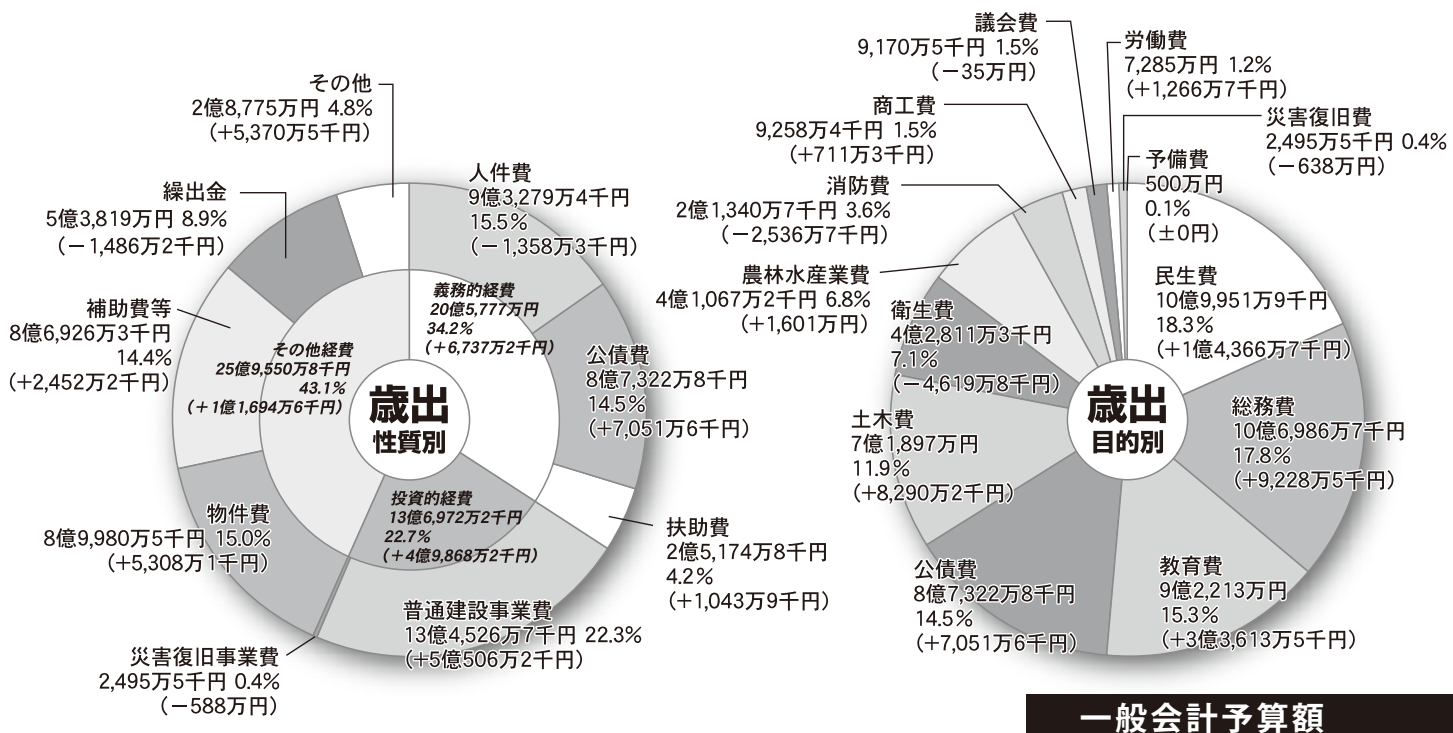 その他
2億8,775万円 4.8%
(+5,370万5千円)
繰出金
5億3,819万円 8.9%
(−1,486万2千円)
補助費等
8億6,926万3千円
14.4%
(+2,452万2千円)
物件費
8億9,980万5千円 15.0%
(+5,308万1千円)
災害復旧事業費
2,495万5千円 0.4%
(−588万円)
人件費
9億3,279万4千円
15.5%
(−1,358万3千円)
公債費
8億7,322万8千円
14.5%
(+7,051万6千円)
扶助費
2億5,174万8千円
4.2%
(+1,043万9千円)
普通建設事業費
13億4,526万7千円 22.3%
(+5億506万2千円)
義務的経費
20億5,777万円
34.2%
(+6,737万2千円)
その他経費
25億9,550万8千円
43.1%
(+1億1,694万6千円)
投資的経費
13億6,972万2千円
22.7%
(+4億9,868万2千円)
歳出
性質別
議会費
9,170万5千円 1.5%
(−35万円)
商工費
9,258万4千円 1.5%
(+711万3千円)
消防費
2億1,340万7千円 3.6%
(−2,536万7千円)
農林水産業費
4億1,067万2千円 6.8%
(+1,601万円)
衛生費
4億2,811万3千円
7.1%
(−4,619万8千円)
土木費
7億1,897万円
11.9%
(+8,290万2千円)
公債費
8億7,322万8千円
14.5%
(+7,051万6千円)
労働費
7,285万円 1.2%
(+1,266万7千円)
災害復旧費
2,495万5千円 0.4%
(−638万円)
予備費
500万円
0.1%
(±0円)
民生費
10億9,951万9千円
18.3%
(+1億4,366万7千円)
総務費
10億6,986万7千円
17.8%
(+9,228万5千円)
教育費
9億2,213万円
15.3%
(+3億3,613万5千円)
歳出
目的別
一般会計予算額